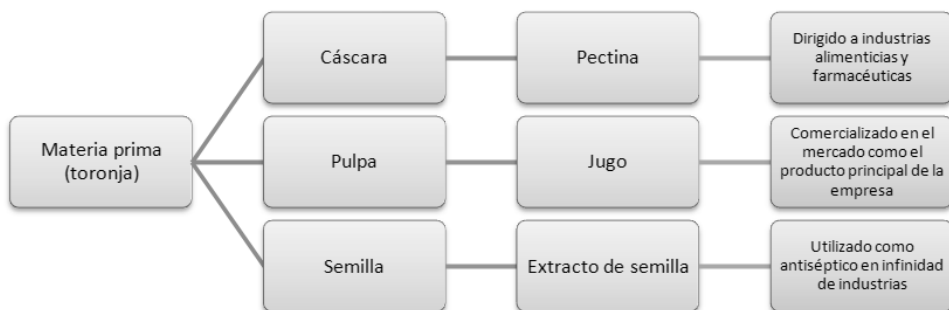 Materia prima
(toronja)
Cáscara
Pectina
Dirigido a industrias
alimenticias y
farmacéuticas
Pulpa
Jugo
Comercializado en el
mercado como el
producto principal de la
empresa
Semilla
Extracto de semilla
Utilizado como
antiséptico en infinidad
de industrias